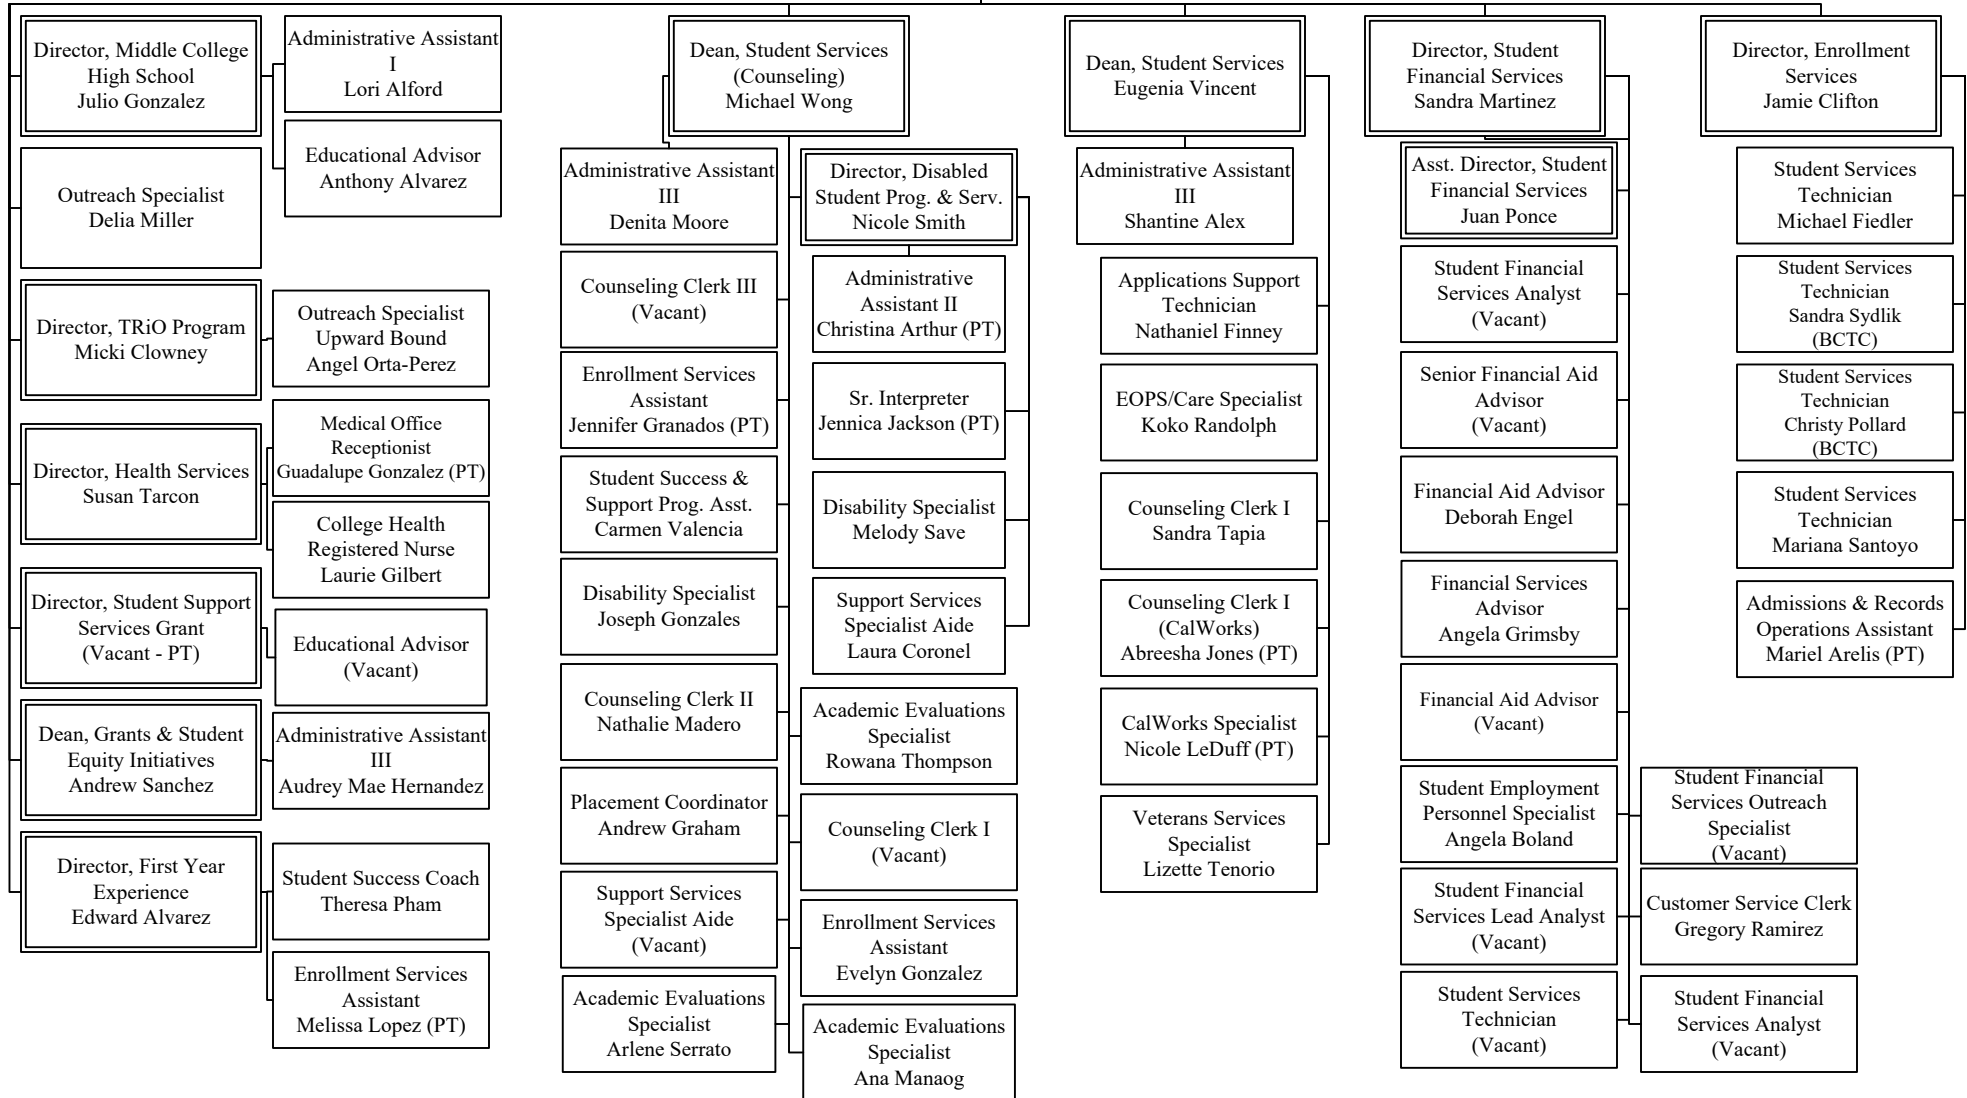 Director, Middle College
High School
Julio Gonzalez
Administrative Assistant
I
Lori Alford
Educational Advisor
Anthony Alvarez
Outreach Specialist
Delia Miller
Director, TRiO Program
Micki Clowney
Outreach Specialist
Upward Bound
Angel Orta-Perez
Director, Health Services
Susan Tarcon
Medical Office
Receptionist
Guadalupe Gonzalez (PT)
College Health
Registered Nurse
Laurie Gilbert
Director, Student Support
Services Grant
(Vacant - PT)
Educational Advisor
(Vacant)
Dean, Grants & Student
Equity Initiatives
Andrew Sanchez
Administrative Assistant
III
Audrey Mae Hernandez
Director, First Year
Experience
Edward Alvarez
Student Success Coach
Theresa Pham
Enrollment Services
Assistant
Melissa Lopez (PT)
Dean, Student Services
(Counseling)
Michael Wong
Administrative Assistant
III
Denita Moore
Counseling Clerk III
(Vacant)
Enrollment Services
Assistant
Jennifer Granados (PT)
Student Success &
Support Prog. Asst.
Carmen Valencia
Disability Specialist
Joseph Gonzales
Counseling Clerk II
Nathalie Madero
Placement Coordinator
Andrew Graham
Support Services
Specialist Aide
(Vacant)
Academic Evaluations
Specialist
Arlene Serrato
Director, Disabled
Student Prog. & Serv.
Nicole Smith
Administrative
Assistant II
Christina Arthur (PT)
Sr. Interpreter
Jennica Jackson (PT)
Disability Specialist
Melody Save
Support Services
Specialist Aide
Laura Coronel
Academic Evaluations
Specialist
Rowana Thompson
Counseling Clerk I
(Vacant)
Enrollment Services
Assistant
Evelyn Gonzalez
Academic Evaluations
Specialist
Ana Manaog
Dean, Student Services
Eugenia Vincent
Administrative Assistant
III
Shantine Alex
Applications Support
Technician
Nathaniel Finney
EOPS/Care Specialist
Koko Randolph
Counseling Clerk I
Sandra Tapia
Counseling Clerk I
(CalWorks)
Abreesha Jones (PT)
CalWorks Specialist
Nicole LeDuff (PT)
Veterans Services
Specialist
Lizette Tenorio
Director, Student
Financial Services
Sandra Martinez
Asst. Director, Student
Financial Services
Juan Ponce
Student Financial
Services Analyst
(Vacant)
Senior Financial Aid
Advisor
(Vacant)
Financial Aid Advisor
Deborah Engel
Financial Services
Advisor
Angela Grimsby
Financial Aid Advisor
(Vacant)
Student Employment
Personnel Specialist
Angela Boland
Student Financial
Services Lead Analyst
(Vacant)
Student Services
Technician
(Vacant)
Student Financial
Services Outreach
Specialist
(Vacant)
Customer Service Clerk
Gregory Ramirez
Student Financial
Services Analyst
(Vacant)
Director, Enrollment
Services
Jamie Clifton
Student Services
Technician
Michael Fiedler
Student Services
Technician
Sandra Sydlik
(BCTC)
Student Services
Technician
Christy Pollard
(BCTC)
Student Services
Technician
Mariana Santoyo
Admissions & Records
Operations Assistant
Mariel Arelis (PT)